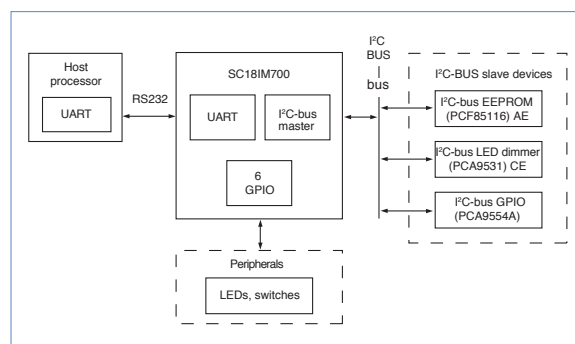 Host
processor
UART
RS232
SC18IM700
UART
I²C-bus
master
6
GPIO
Peripherals
LEDs, switches
I²C
BUS
bus
I²C-BUS slave devices
I²C-bus EEPROM
(PCF85116) AE
I²C-bus LED dimmer
(PCA9531) CE
I²C-bus GPIO
(PCA9554A)